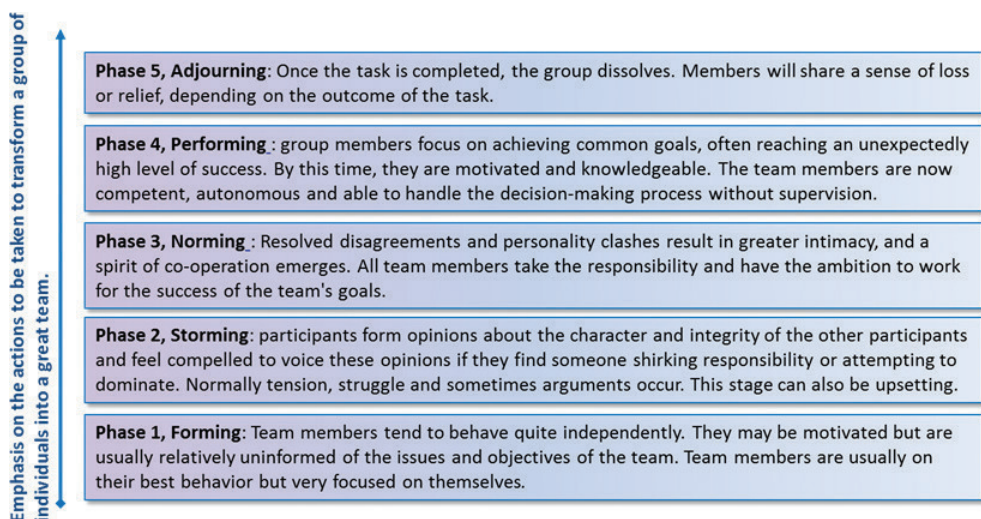 Emphasis on the actions to be taken to transform a group of
individuals into a great team.
Phase 5, Adjourning: Once the task is completed, the group dissolves. Members will share a sense of loss
or relief, depending on the outcome of the task.
Phase 4, Performing : group members focus on achieving common goals, often reaching an unexpectedly
high level of success. By this time, they are motivated and knowledgeable. The team members are now
competent, autonomous and able to handle the decision-making process without supervision.
Phase 3, Norming : Resolved disagreements and personality clashes result in greater intimacy, and a
spirit of co-operation emerges. All team members take the responsibility and have the ambition to work
for the success of the team's goals.
Phase 2, Storming: participants form opinions about the character and integrity of the other participants
and feel compelled to voice these opinions if they find someone shirking responsibility or attempting to
dominate. Normally tension, struggle and sometimes arguments occur. This stage can also be upsetting.
Phase 1, Forming: Team members tend to behave quite independently. They may be motivated but are
usually relatively uninformed of the issues and objectives of the team. Team members are usually on
their best behavior but very focused on themselves.